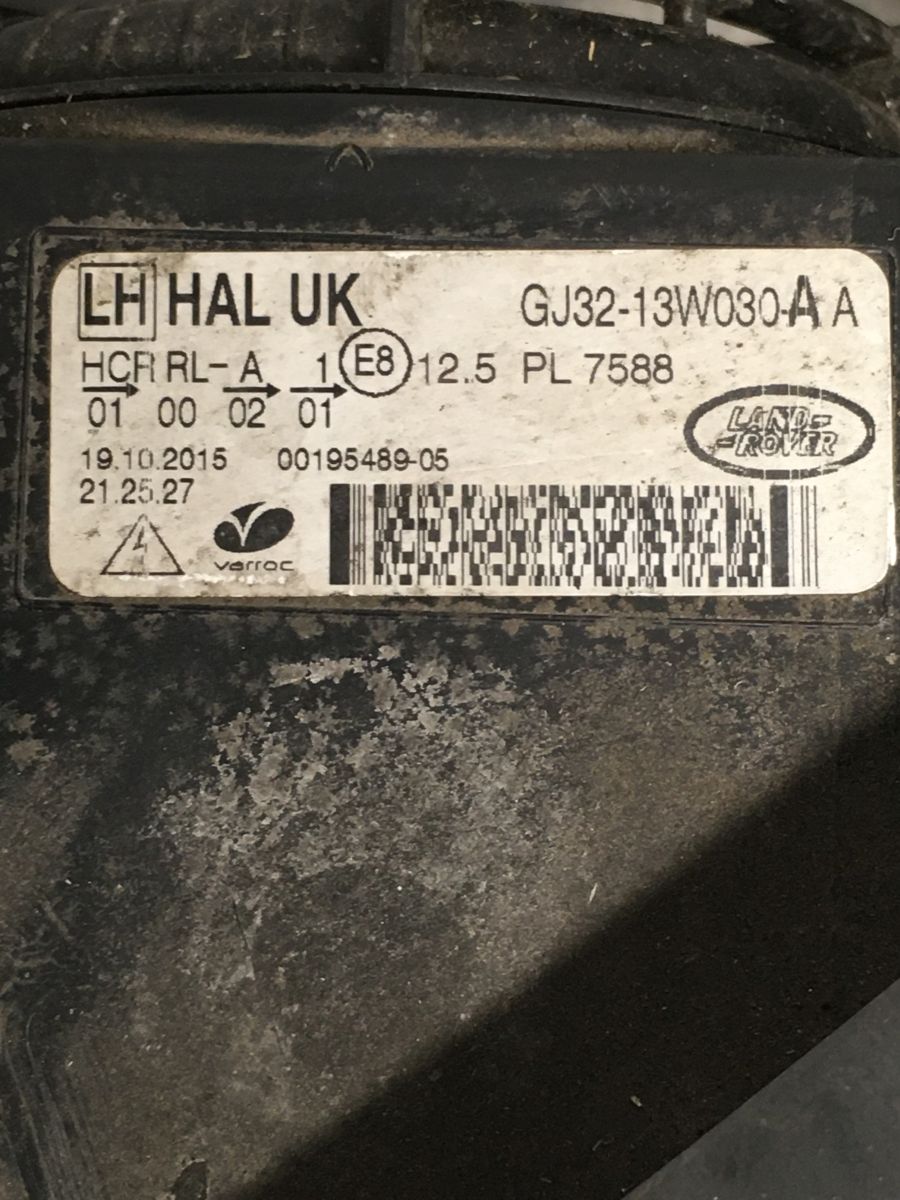 LH HAL UK GJ32-13W030-A A
HCR RL- A 1 E8 12.5 PL 7588
01 00 02 01
LAND-
-ROVER
19.10.2015 00195489-05
21.25.27
varroc